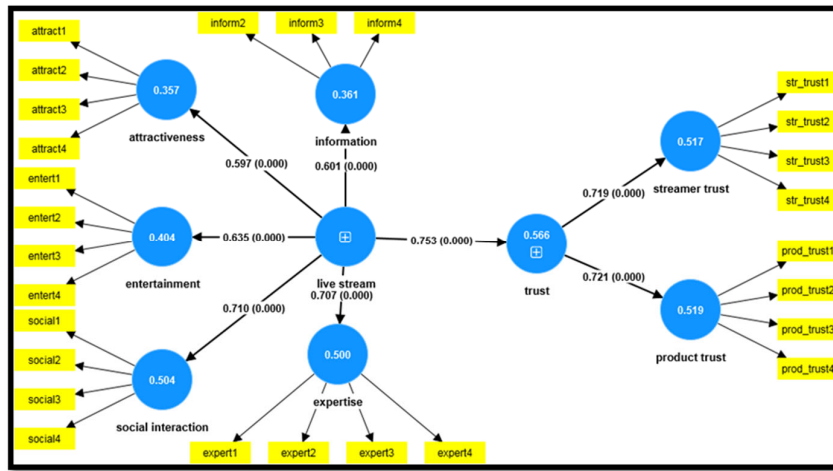 attract1
attract2
attract3
attract4
0.357
attractiveness
inform2
inform3
inform4
0.361
information
0.597 (0.000)
0.601 (0.000)
entert1
entert2
entert3
entert4
0.404
entertainment
0.635 (0.000)
live stream
0.753 (0.000)
0.566
trust
0.710 (0.000)
0.707 (0.000)
social1
social2
social3
social4
0.504
social interaction
0.500
expertise
expert1
expert2
expert3
expert4
0.719 (0.000)
0.517
streamer trust
str_trust1
str_trust2
str_trust3
str_trust4
0.721 (0.000)
0.519
product trust
prod_trust1
prod_trust2
prod_trust3
prod_trust4